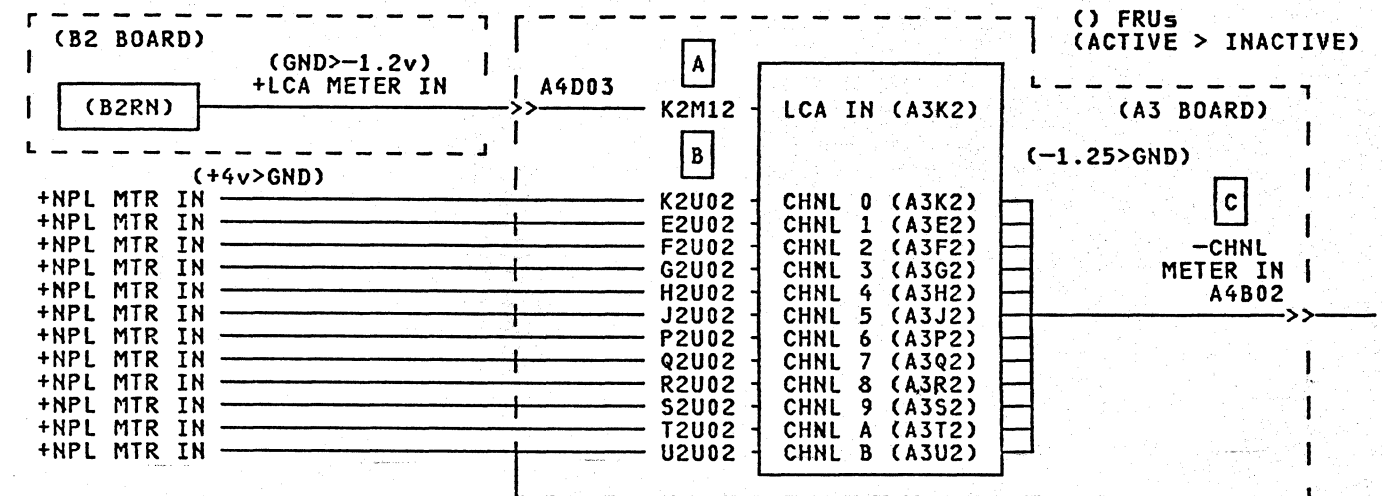 () FRUs
(B2 BOARD)
(ACTIVE > INACTIVE)
(GND>-1.2v)
A
+LCA METER IN
A4D03
(B2RN)
>>
K2M12
LCA IN (A3K2)
(A3 BOARD)
B
(-1.25>GND)
(+4v>GND)
+NPL MTR IN K2U02 CHNL 0 (A3K2)
+NPL MTR IN E2U02 CHNL 1 (A3E2)
+NPL MTR IN F2U02 CHNL 2 (A3F2)
+NPL MTR IN G2U02 CHNL 3 (A3G2)
+NPL MTR IN H2U02 CHNL 4 (A3H2)
+NPL MTR IN J2U02 CHNL 5 (A3J2)
+NPL MTR IN P2U02 CHNL 6 (A3P2)
+NPL MTR IN Q2U02 CHNL 7 (A3Q2)
+NPL MTR IN R2U02 CHNL 8 (A3R2)
+NPL MTR IN S2U02 CHNL 9 (A3S2)
+NPL MTR IN T2U02 CHNL A (A3T2)
+NPL MTR IN U2U02 CHNL B (A3U2)
C
-CHNL
METER IN
A4B02
>>